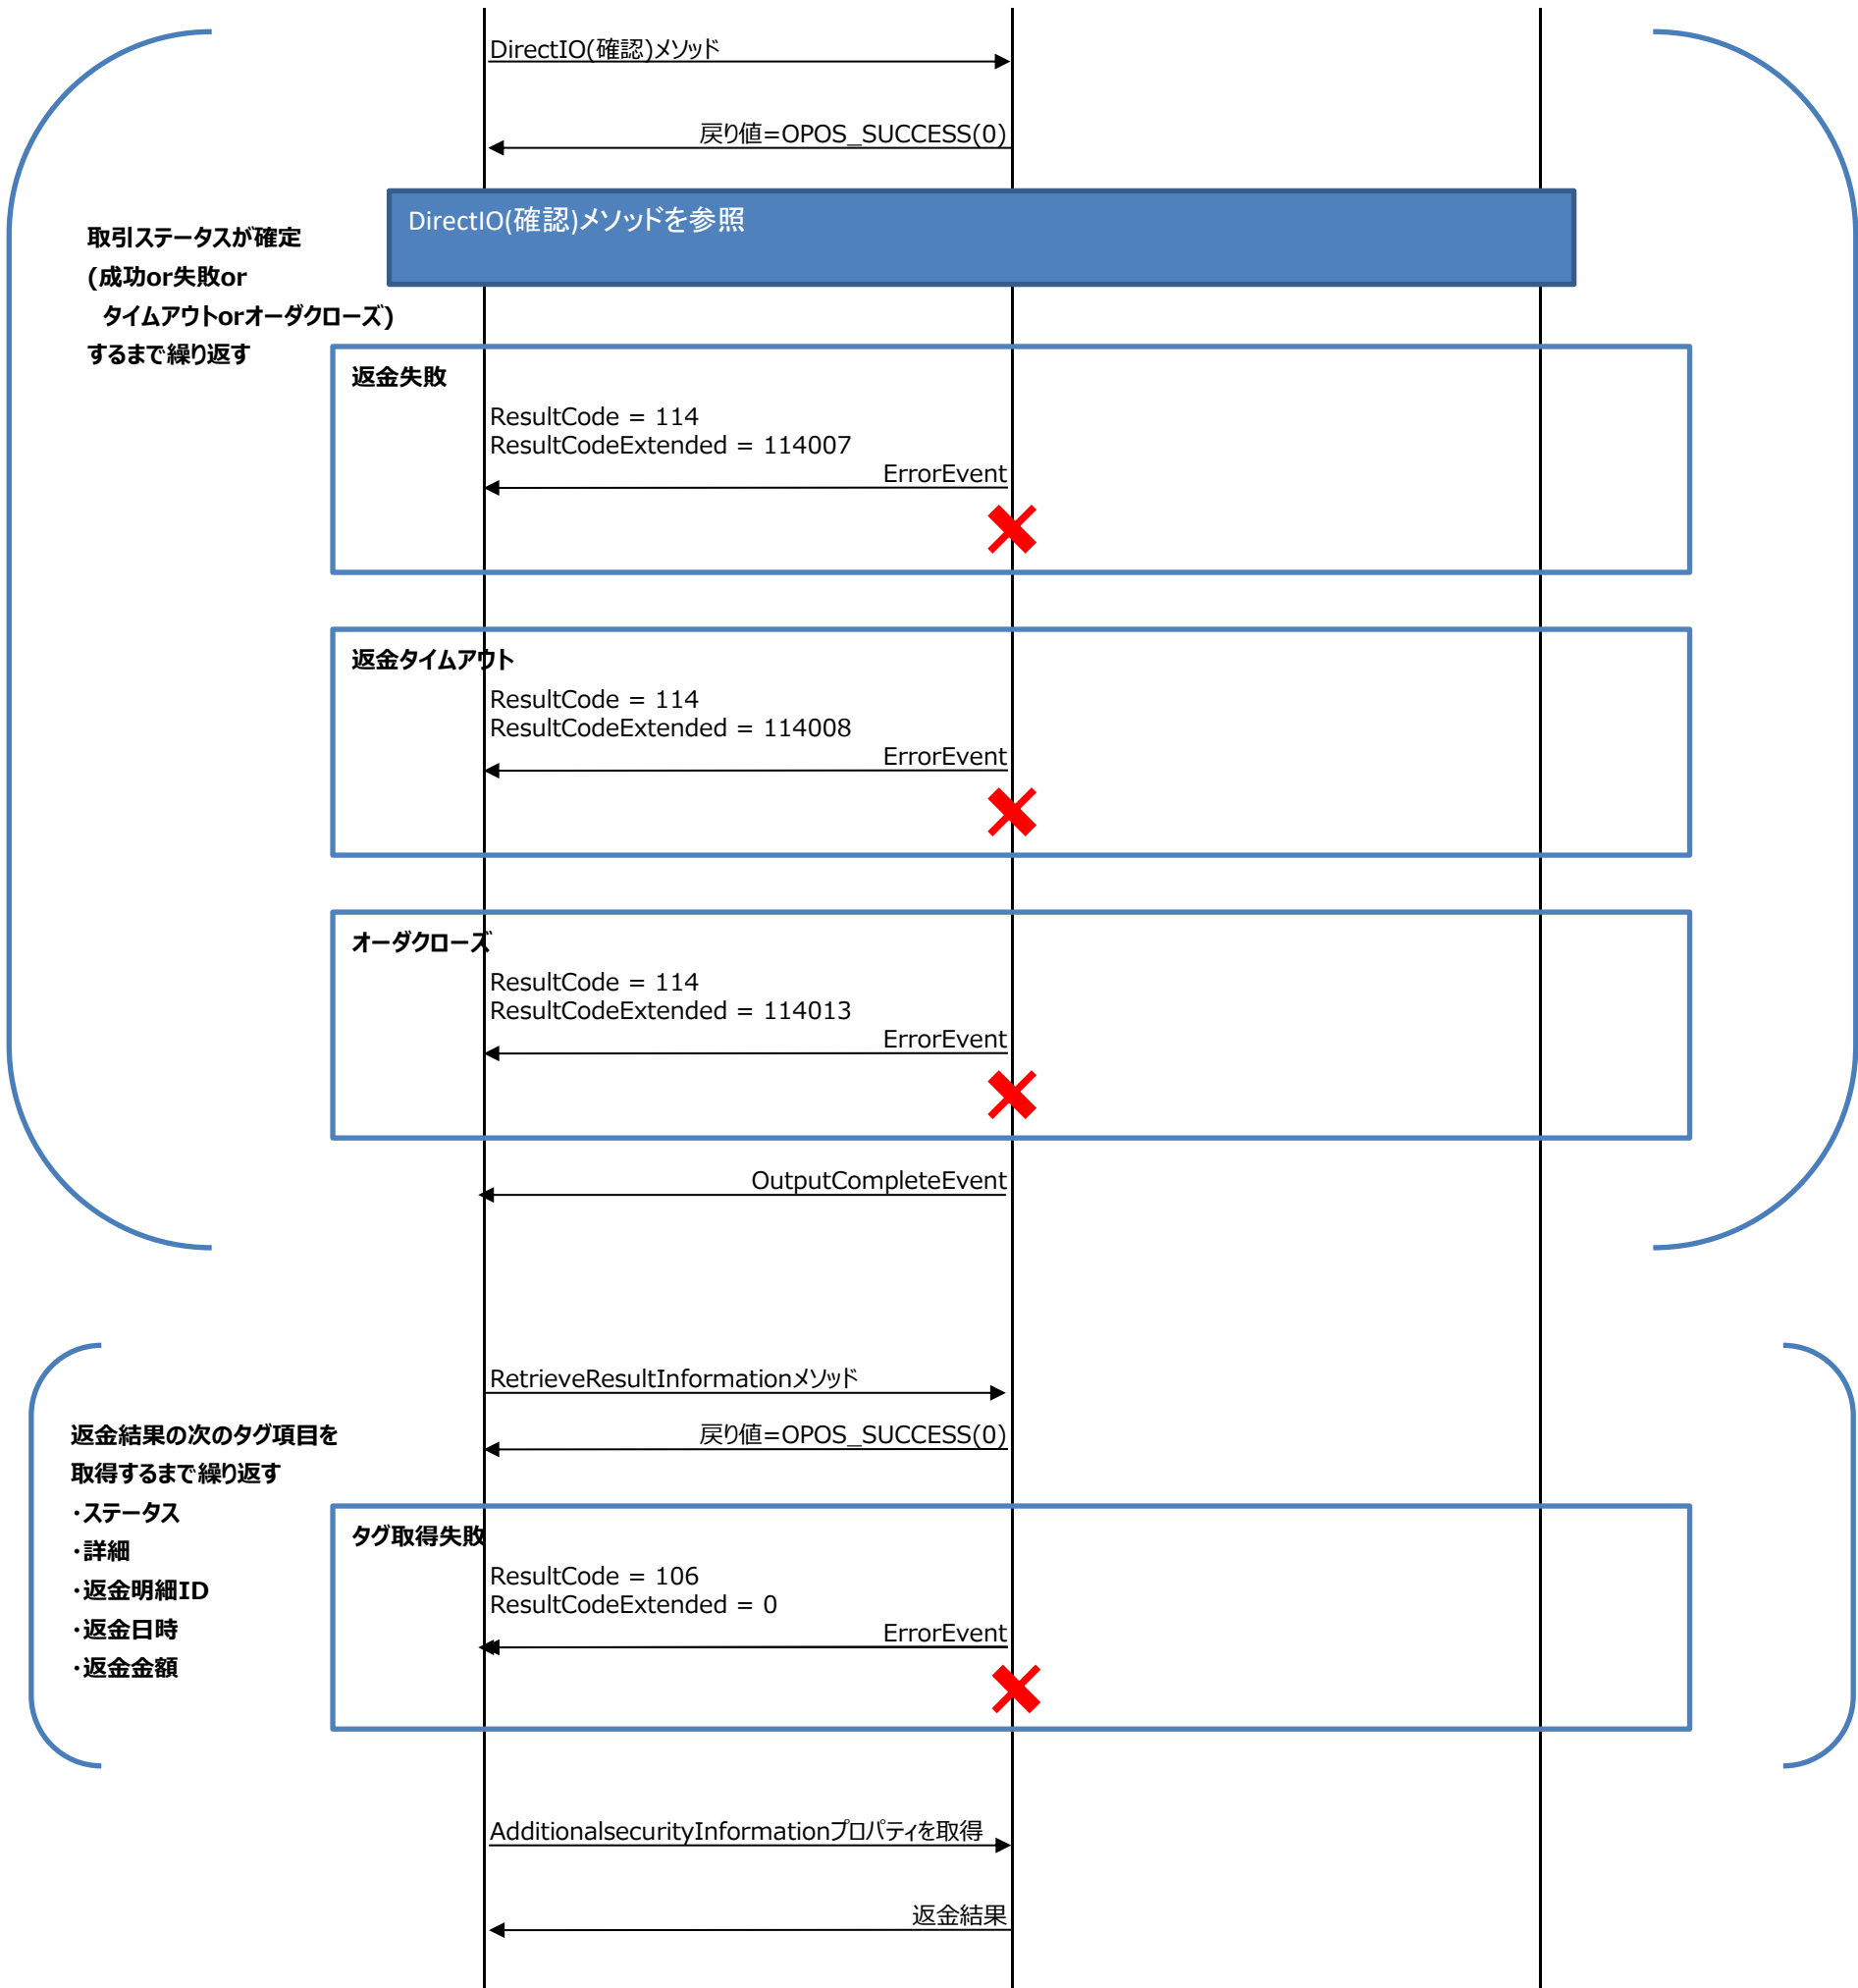 DirectIO(確認)メソッド
戻り値=OPOS_SUCCESS(0)
DirectIO(確認)メソッドを参照
取引ステータスが確定
(成功or失敗or
タイムアウトorオーダクローズ)
するまで繰り返す
返金失敗
ResultCode = 114
ResultCodeExtended = 114007
ErrorEvent
返金タイムアウト
ResultCode = 114
ResultCodeExtended = 114008
ErrorEvent
オーダクローズ
ResultCode = 114
ResultCodeExtended = 114013
ErrorEvent
OutputCompleteEvent
RetrieveResultInformationメソッド
戻り値=OPOS_SUCCESS(0)
返金結果の次のタグ項目を
取得するまで繰り返す
・ステータス
・詳細
・返金明細ID
・返金日時
・返金金額
タグ取得失敗
ResultCode = 106
ResultCodeExtended = 0
ErrorEvent
AdditionalsecurityInformationプロパティを取得
返金結果